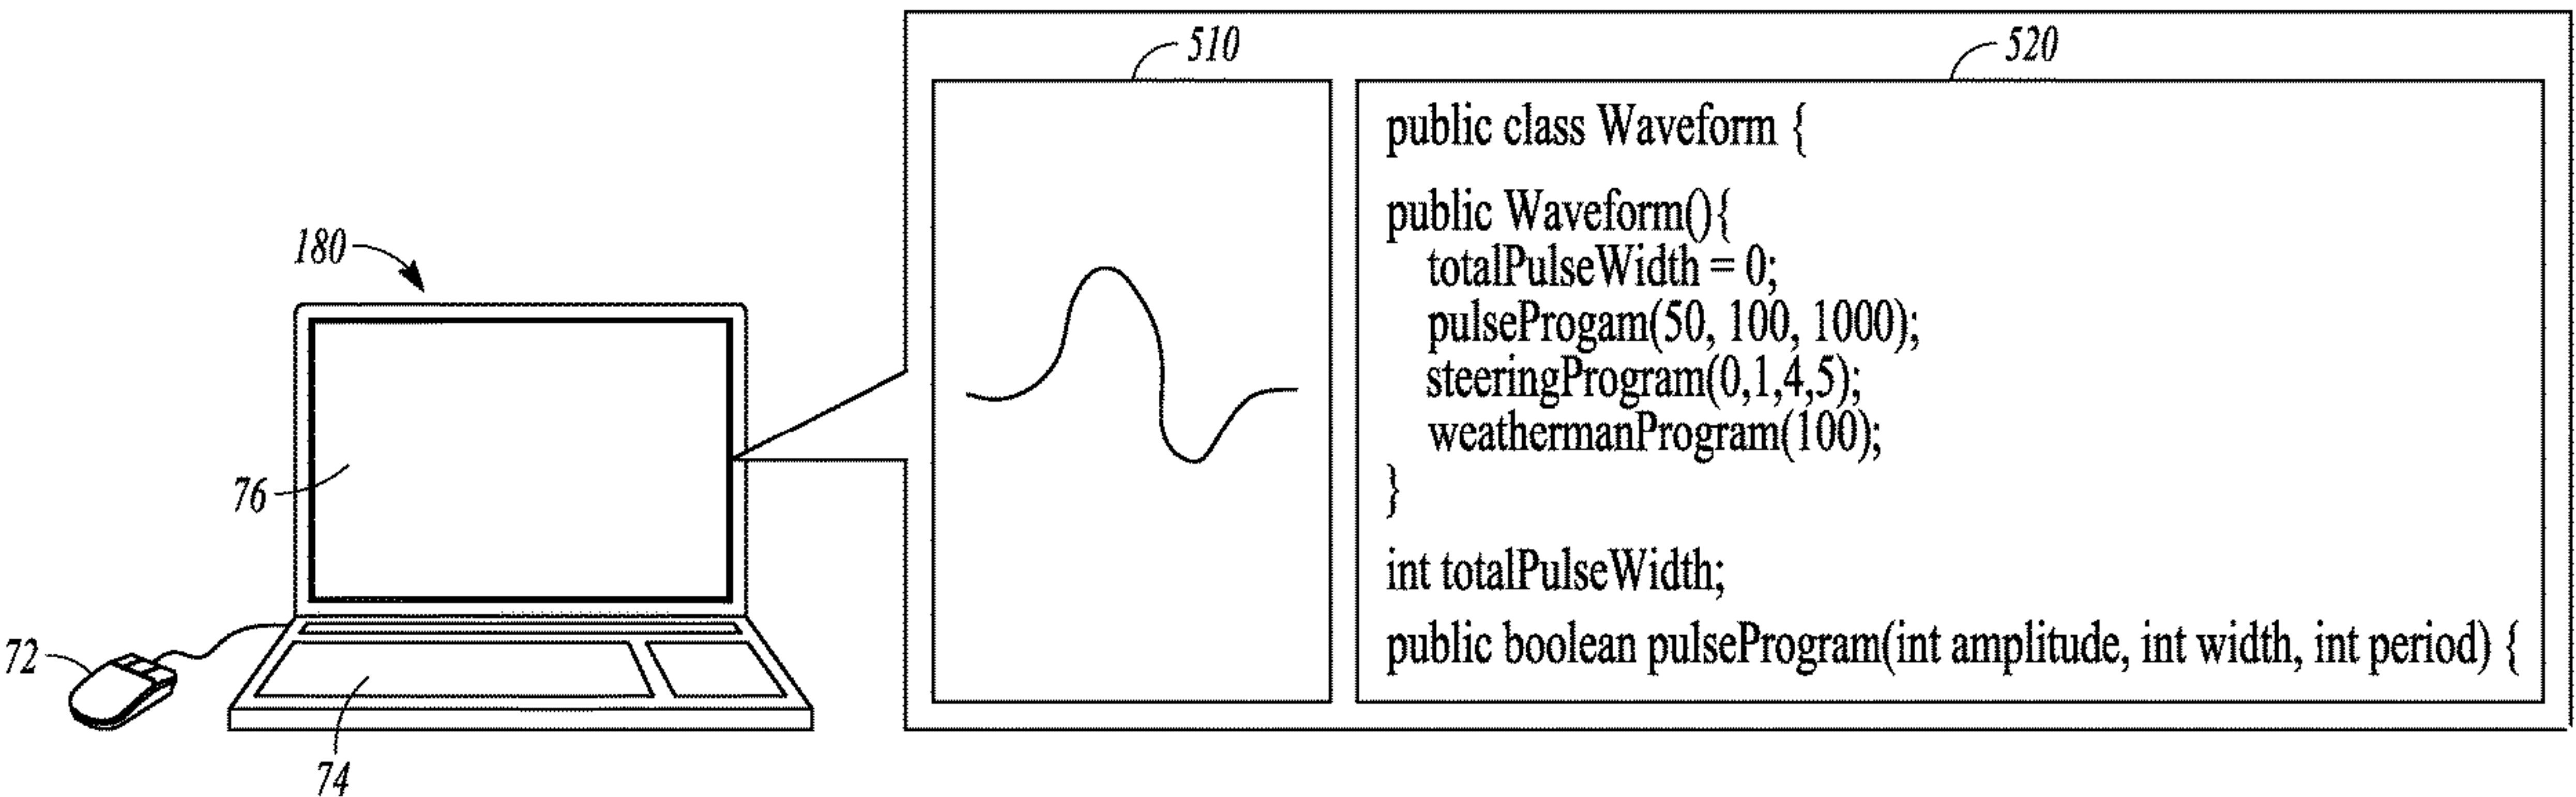 510
520
public class Waveform {
public Waveform(){
totalPulseWidth = 0;
pulseProgam(50, 100, 1000);
steeringProgram(0,1,4,5);
weathermanProgram(100);
}
int totalPulseWidth;
public boolean pulseProgram(int amplitude, int width, int period) {
180
76
72
74